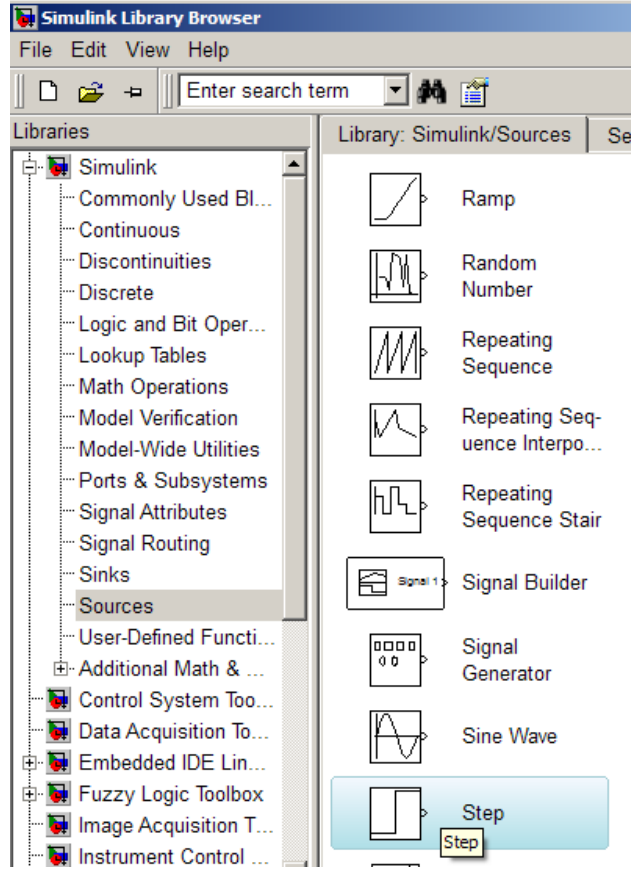 Simulink Library Browser
File Edit View Help
Enter search term
Libraries
Simulink
Commonly Used Bl...
Continuous
Discontinuities
Discrete
Logic and Bit Oper...
Lookup Tables
Math Operations
Model Verification
Model-Wide Utilities
Ports & Subsystems
Signal Attributes
Signal Routing
Sinks
Sources
User-Defined Functi...
Additional Math & ...
Control System Too...
Data Acquisition To...
Embedded IDE Lin...
Fuzzy Logic Toolbox
Image Acquisition T...
Instrument Control ...
Library: Simulink/Sources
Se
Ramp
Random
Number
Repeating
Sequence
Repeating Seq-
uence Interpo...
Repeating
Sequence Stair
Signal 1
Signal Builder
Signal
Generator
Sine Wave
Step
Step